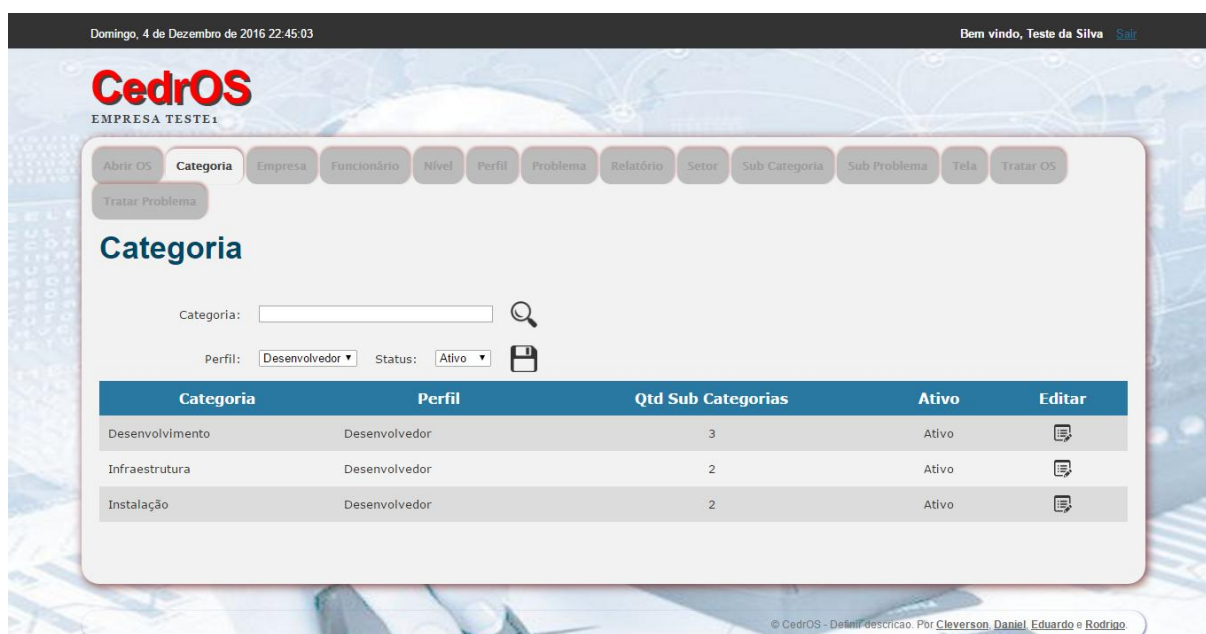 Domingo, 4 de Dezembro de 2016 22:45:03 Bem vindo, Teste da Silva Sair
CedrOS
EMPRESA TESTE1
Abrir OS Categoria Empresa Funcionário Nível Perfil Problema Relatório Setor Sub Categoria Sub Problema Tela Tratar OS
Tratar Problema
Categoria
Categoria:
Perfil: Desenvolvedor Status: Ativo
Categoria Perfil Qtd Sub Categorias Ativo Editar
Desenvolvimento Desenvolvedor 3 Ativo
Infraestrutura Desenvolvedor 2 Ativo
Instalação Desenvolvedor 2 Ativo
© CedrOS - Definir descricao. Por Cleverson, Daniel, Eduardo e Rodrigo.